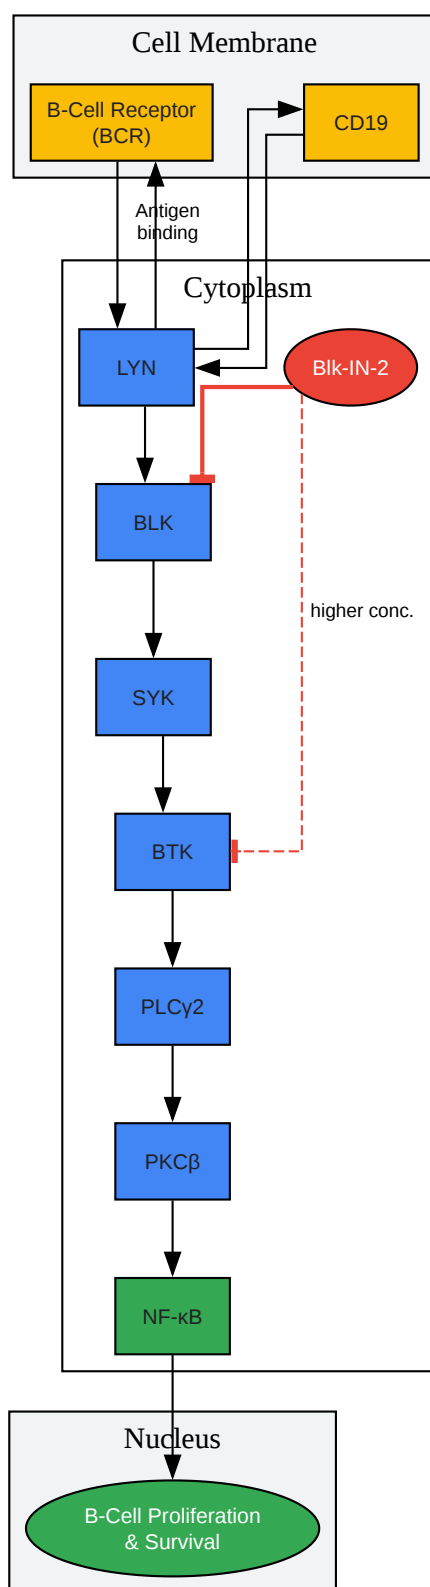 Cell Membrane
B-Cell Receptor
(BCR)
CD19
Antigen
binding
Cytoplasm
LYN
Blk-IN-2
BLK
higher conc.
SYK
BTK
PLCγ2
PKCβ
NF-κB
Nucleus
B-Cell Proliferation
& Survival